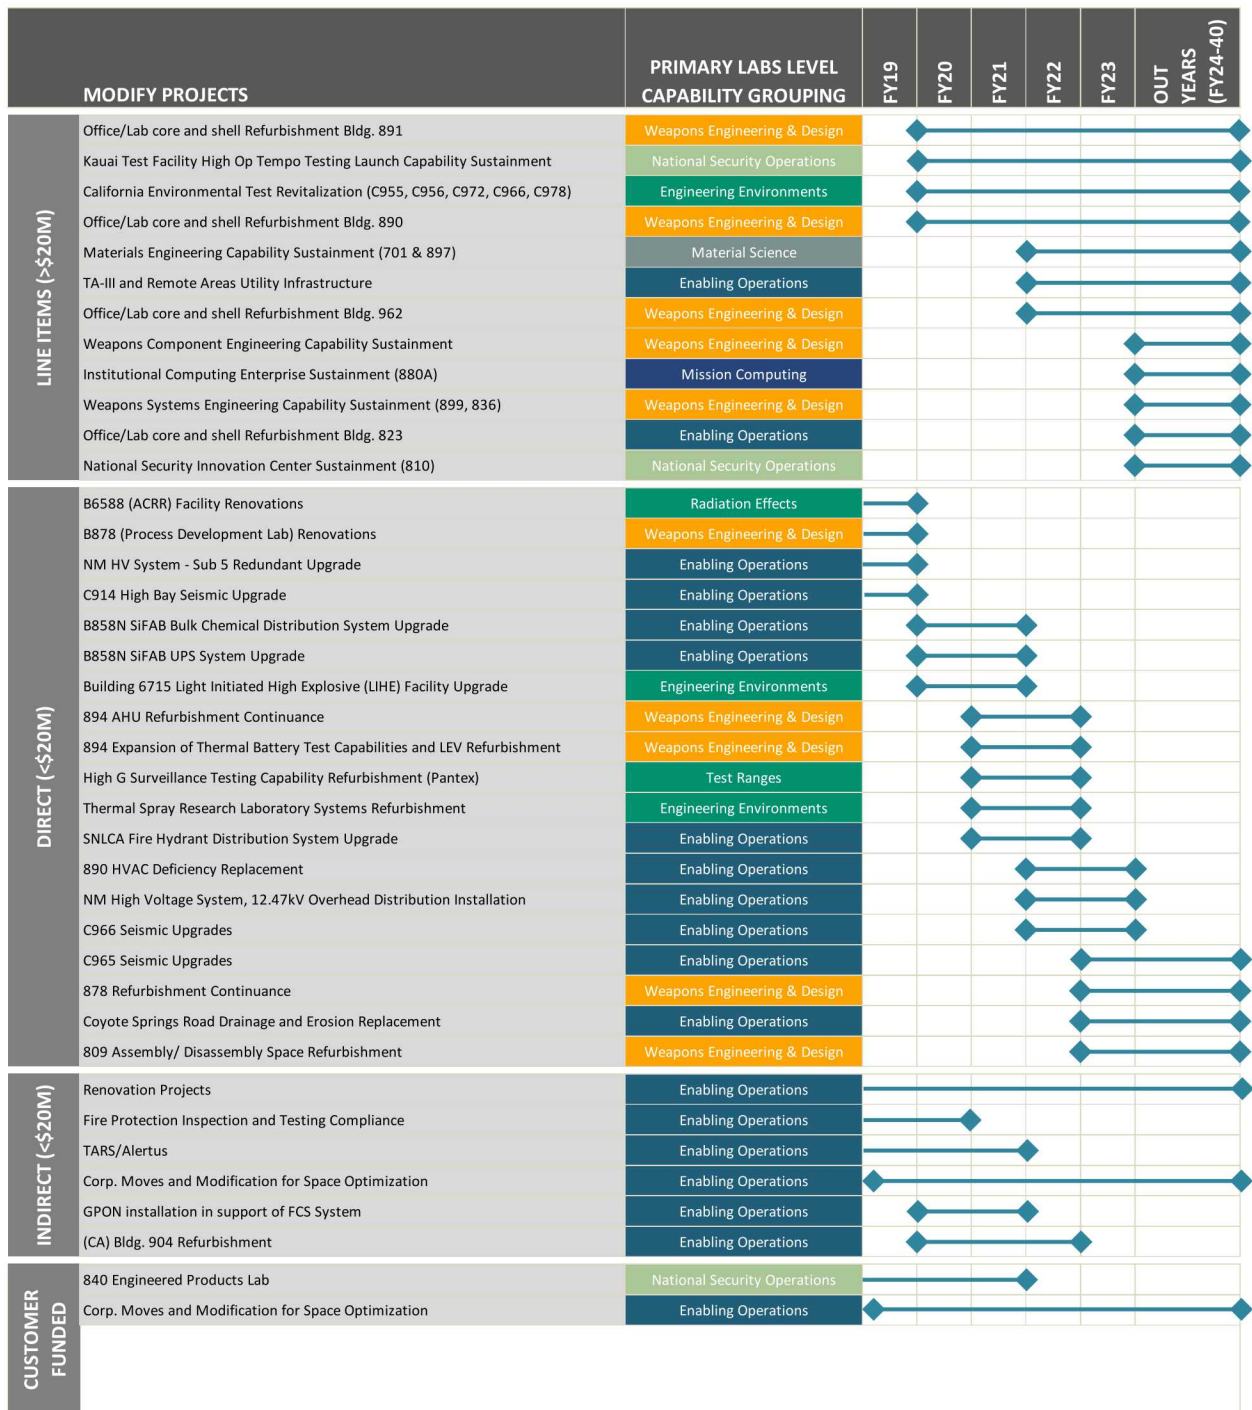 MODIFY PROJECTS
PRIMARY LABS LEVEL
CAPABILITY GROUPING
FY19
FY20
FY21
FY22
FY23
OUT
YEARS
(FY24-40)
LINE ITEMS (>$20M)
Office/Lab core and shell Refurbishment Bldg. 891 Weapons Engineering & Design
Kauai Test Facility High Op Tempo Testing Launch Capability Sustainment National Security Operations
California Environmental Test Revitalization (C955, C956, C972, C966, C978) Engineering Environments
Office/Lab core and shell Refurbishment Bldg. 890 Weapons Engineering & Design
Materials Engineering Capability Sustainment (701 & 897) Material Science
TA-III and Remote Areas Utility Infrastructure Enabling Operations
Office/Lab core and shell Refurbishment Bldg. 962 Weapons Engineering & Design
Weapons Component Engineering Capability Sustainment Weapons Engineering & Design
Institutional Computing Enterprise Sustainment (880A) Mission Computing
Weapons Systems Engineering Capability Sustainment (899, 836) Weapons Engineering & Design
Office/Lab core and shell Refurbishment Bldg. 823 Enabling Operations
National Security Innovation Center Sustainment (810) National Security Operations
DIRECT (<$20M)
B6588 (ACRR) Facility Renovations Radiation Effects
B878 (Process Development Lab) Renovations Weapons Engineering & Design
NM HV System - Sub 5 Redundant Upgrade Enabling Operations
C914 High Bay Seismic Upgrade Enabling Operations
B858N SiFAB Bulk Chemical Distribution System Upgrade Enabling Operations
B858N SiFAB UPS System Upgrade Enabling Operations
Building 6715 Light Initiated High Explosive (LIHE) Facility Upgrade Engineering Environments
894 AHU Refurbishment Continuance Weapons Engineering & Design
894 Expansion of Thermal Battery Test Capabilities and LEV Refurbishment Weapons Engineering & Design
High G Surveillance Testing Capability Refurbishment (Pantex) Test Ranges
Thermal Spray Research Laboratory Systems Refurbishment Engineering Environments
SNLCA Fire Hydrant Distribution System Upgrade Enabling Operations
890 HVAC Deficiency Replacement Enabling Operations
NM High Voltage System, 12.47kV Overhead Distribution Installation Enabling Operations
C966 Seismic Upgrades Enabling Operations
C965 Seismic Upgrades Enabling Operations
878 Refurbishment Continuance Weapons Engineering & Design
Coyote Springs Road Drainage and Erosion Replacement Enabling Operations
809 Assembly/ Disassembly Space Refurbishment Weapons Engineering & Design
INDIRECT (<$20M)
Renovation Projects Enabling Operations
Fire Protection Inspection and Testing Compliance Enabling Operations
TARS/Alertus Enabling Operations
Corp. Moves and Modification for Space Optimization Enabling Operations
GPON installation in support of FCS System Enabling Operations
(CA) Bldg. 904 Refurbishment Enabling Operations
CUSTOMER
FUNDED
840 Engineered Products Lab National Security Operations
Corp. Moves and Modification for Space Optimization Enabling Operations